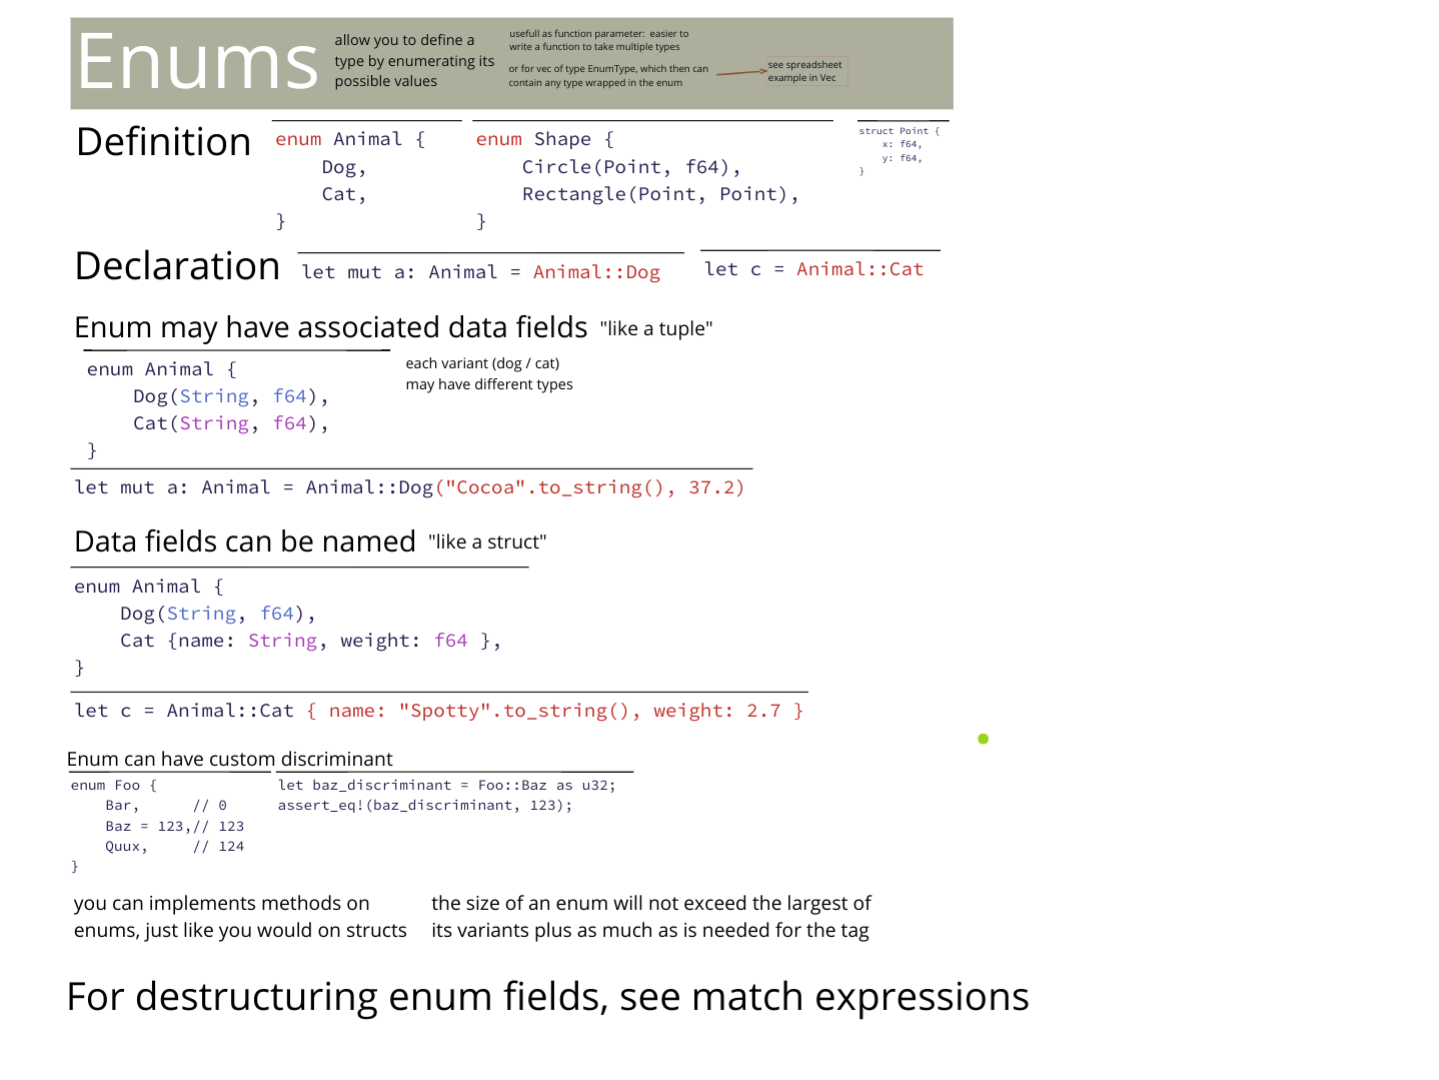 Enums
allow you to define a
type by enumerating its
possible values
usefull as function parameter:  easier to
write a function to take multiple types
or for vec of type EnumType, which then can
contain any type wrapped in the enum
see spreadsheet
example in Vec
Definition
enum Animal {
    Dog,
    Cat,
}
enum Shape {
    Circle(Point, f64),
    Rectangle(Point, Point),
}
struct Point {
    x: f64,
    y: f64,
}
Declaration
let mut a: Animal = Animal::Dog
let c = Animal::Cat
Enum may have associated data fields "like a tuple"
enum Animal {
    Dog(String, f64),
    Cat(String, f64),
}
each variant (dog / cat)
may have different types
let mut a: Animal = Animal::Dog("Cocoa".to_string(), 37.2)
Data fields can be named "like a struct"
enum Animal {
    Dog(String, f64),
    Cat {name: String, weight: f64 },
}
let c = Animal::Cat { name: "Spotty".to_string(), weight: 2.7 }
Enum can have custom discriminant
enum Foo {
    Bar,      // 0
    Baz = 123,// 123
    Quux,     // 124
}
let baz_discriminant = Foo::Baz as u32;
assert_eq!(baz_discriminant, 123);
you can implements methods on
enums, just like you would on structs
the size of an enum will not exceed the largest of
its variants plus as much as is needed for the tag
For destructuring enum fields, see match expressions